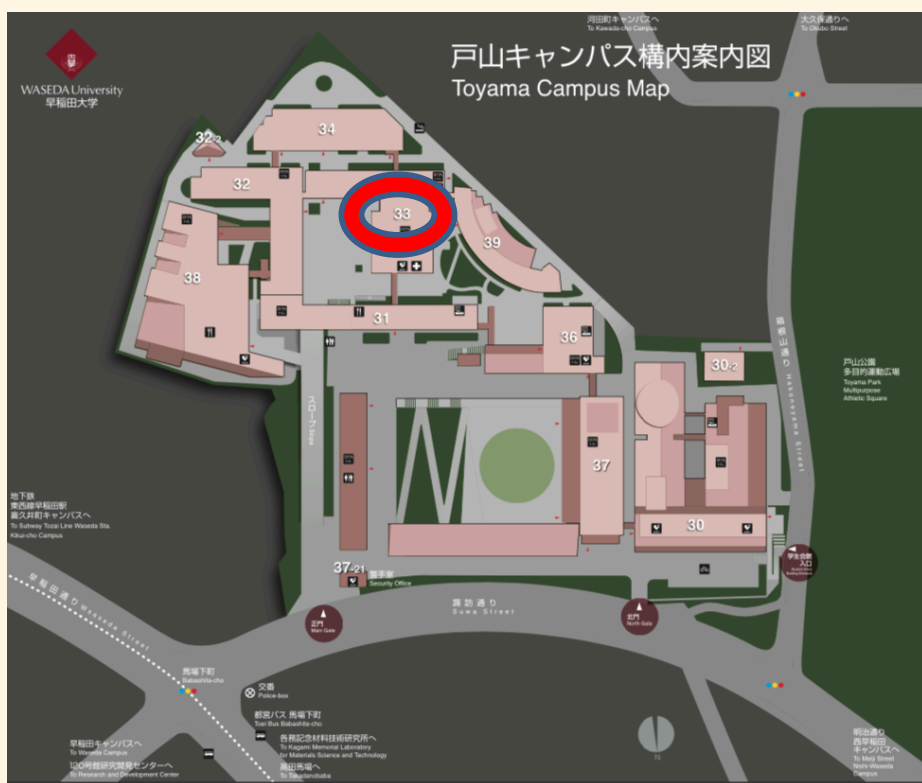 WASEDA University
早稲田大学
戸山キャンパス構内案内図
Toyama Campus Map
河田町キャンパスへ
To Kawada-cho Campus
大久保通りへ
To Okubo Street
32-2
34
32
33
39
38
31
36
30-2
37
30
37-21
スロープ Slope
箱根山通り Hakoneyama Street
戸山公園
多目的運動広場
Toyama Park
Multipurpose
Athletic Square
地下鉄
東西線早稲田駅
喜久井町キャンパスへ
To Subway Tozai Line Waseda Sta.
Kikui-cho Campus
早稲田通り Waseda Street
警手室
Security Office
諏訪通り
Suwa Street
正門
Main Gate
北門
North Gate
学生会館
入口
馬場下町
Babashita-cho
交番
Police-box
都営バス 馬場下町
Toei Bus Babashita-cho
早稲田キャンパスへ
To Waseda Campus
各務記念材料技術研究所へ
To Kagami Memorial Laboratory
for Materials Science and Technology
120号館研究開発センターへ
To Research and Development Center
高田馬場へ
To Takadanobaba
明治通り
西早稲田
キャンパスへ
To Meiji Street
Nishi-Waseda
Campus
N